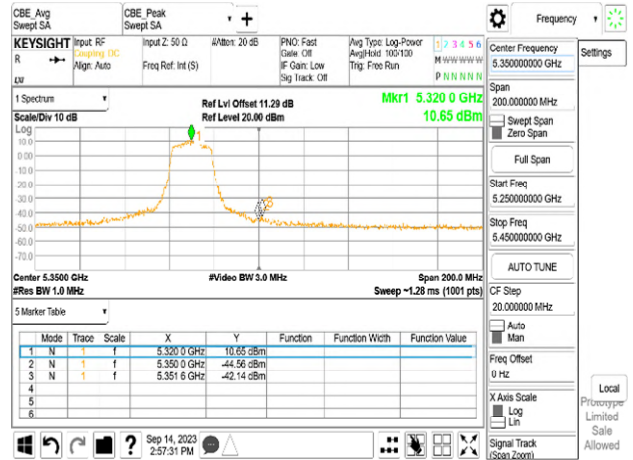 CBE_Avg
Swept SA
CBE_Peak
Swept SA
Frequency
KEYSIGHT
R
Input: RF
Coupling: DC
Align: Auto
Input Z: 50 Ω
Freq Ref: Int (S)
#Atten: 20 dB
PNO: Fast
Gate: Off
IF Gain: Low
Sig Track: Off
Avg Type: Log-Power
Avg|Hold: 100/100
Trig: Free Run
1 2 3 4 5 6
M W W W W W
P N N N N N
1 Spectrum
Scale/Div 10 dB
Ref Lvl Offset 11.29 dB
Ref Level 20.00 dBm
Mkr1 5.320 0 GHz
10.65 dBm
Log
10.0
0.00
-10.0
-20.0
-30.0
-40.0
-50.0
-60.0
-70.0
1
Center 5.3500 GHz
#Res BW 1.0 MHz
#Video BW 3.0 MHz
Span 200.0 MHz
Sweep ~1.28 ms (1001 pts)
5 Marker Table
Mode Trace Scale X Y Function Function Width Function Value
1 N 1 f 5.320 0 GHz 10.65 dBm
2 N 1 f 5.350 0 GHz -44.56 dBm
3 N 1 f 5.351 6 GHz -42.14 dBm
4
5
6
Sep 14, 2023
2:57:31 PM
Center Frequency
5.350000000 GHz
Settings
Span
200.000000 MHz
Swept Span
Zero Span
Full Span
Start Freq
5.250000000 GHz
Stop Freq
5.450000000 GHz
AUTO TUNE
CF Step
20.000000 MHz
Auto
Man
Freq Offset
0 Hz
X Axis Scale
Log
Lin
Signal Track
(Span Zoom)
Local
Prototype
Limited
Sale
Allowed